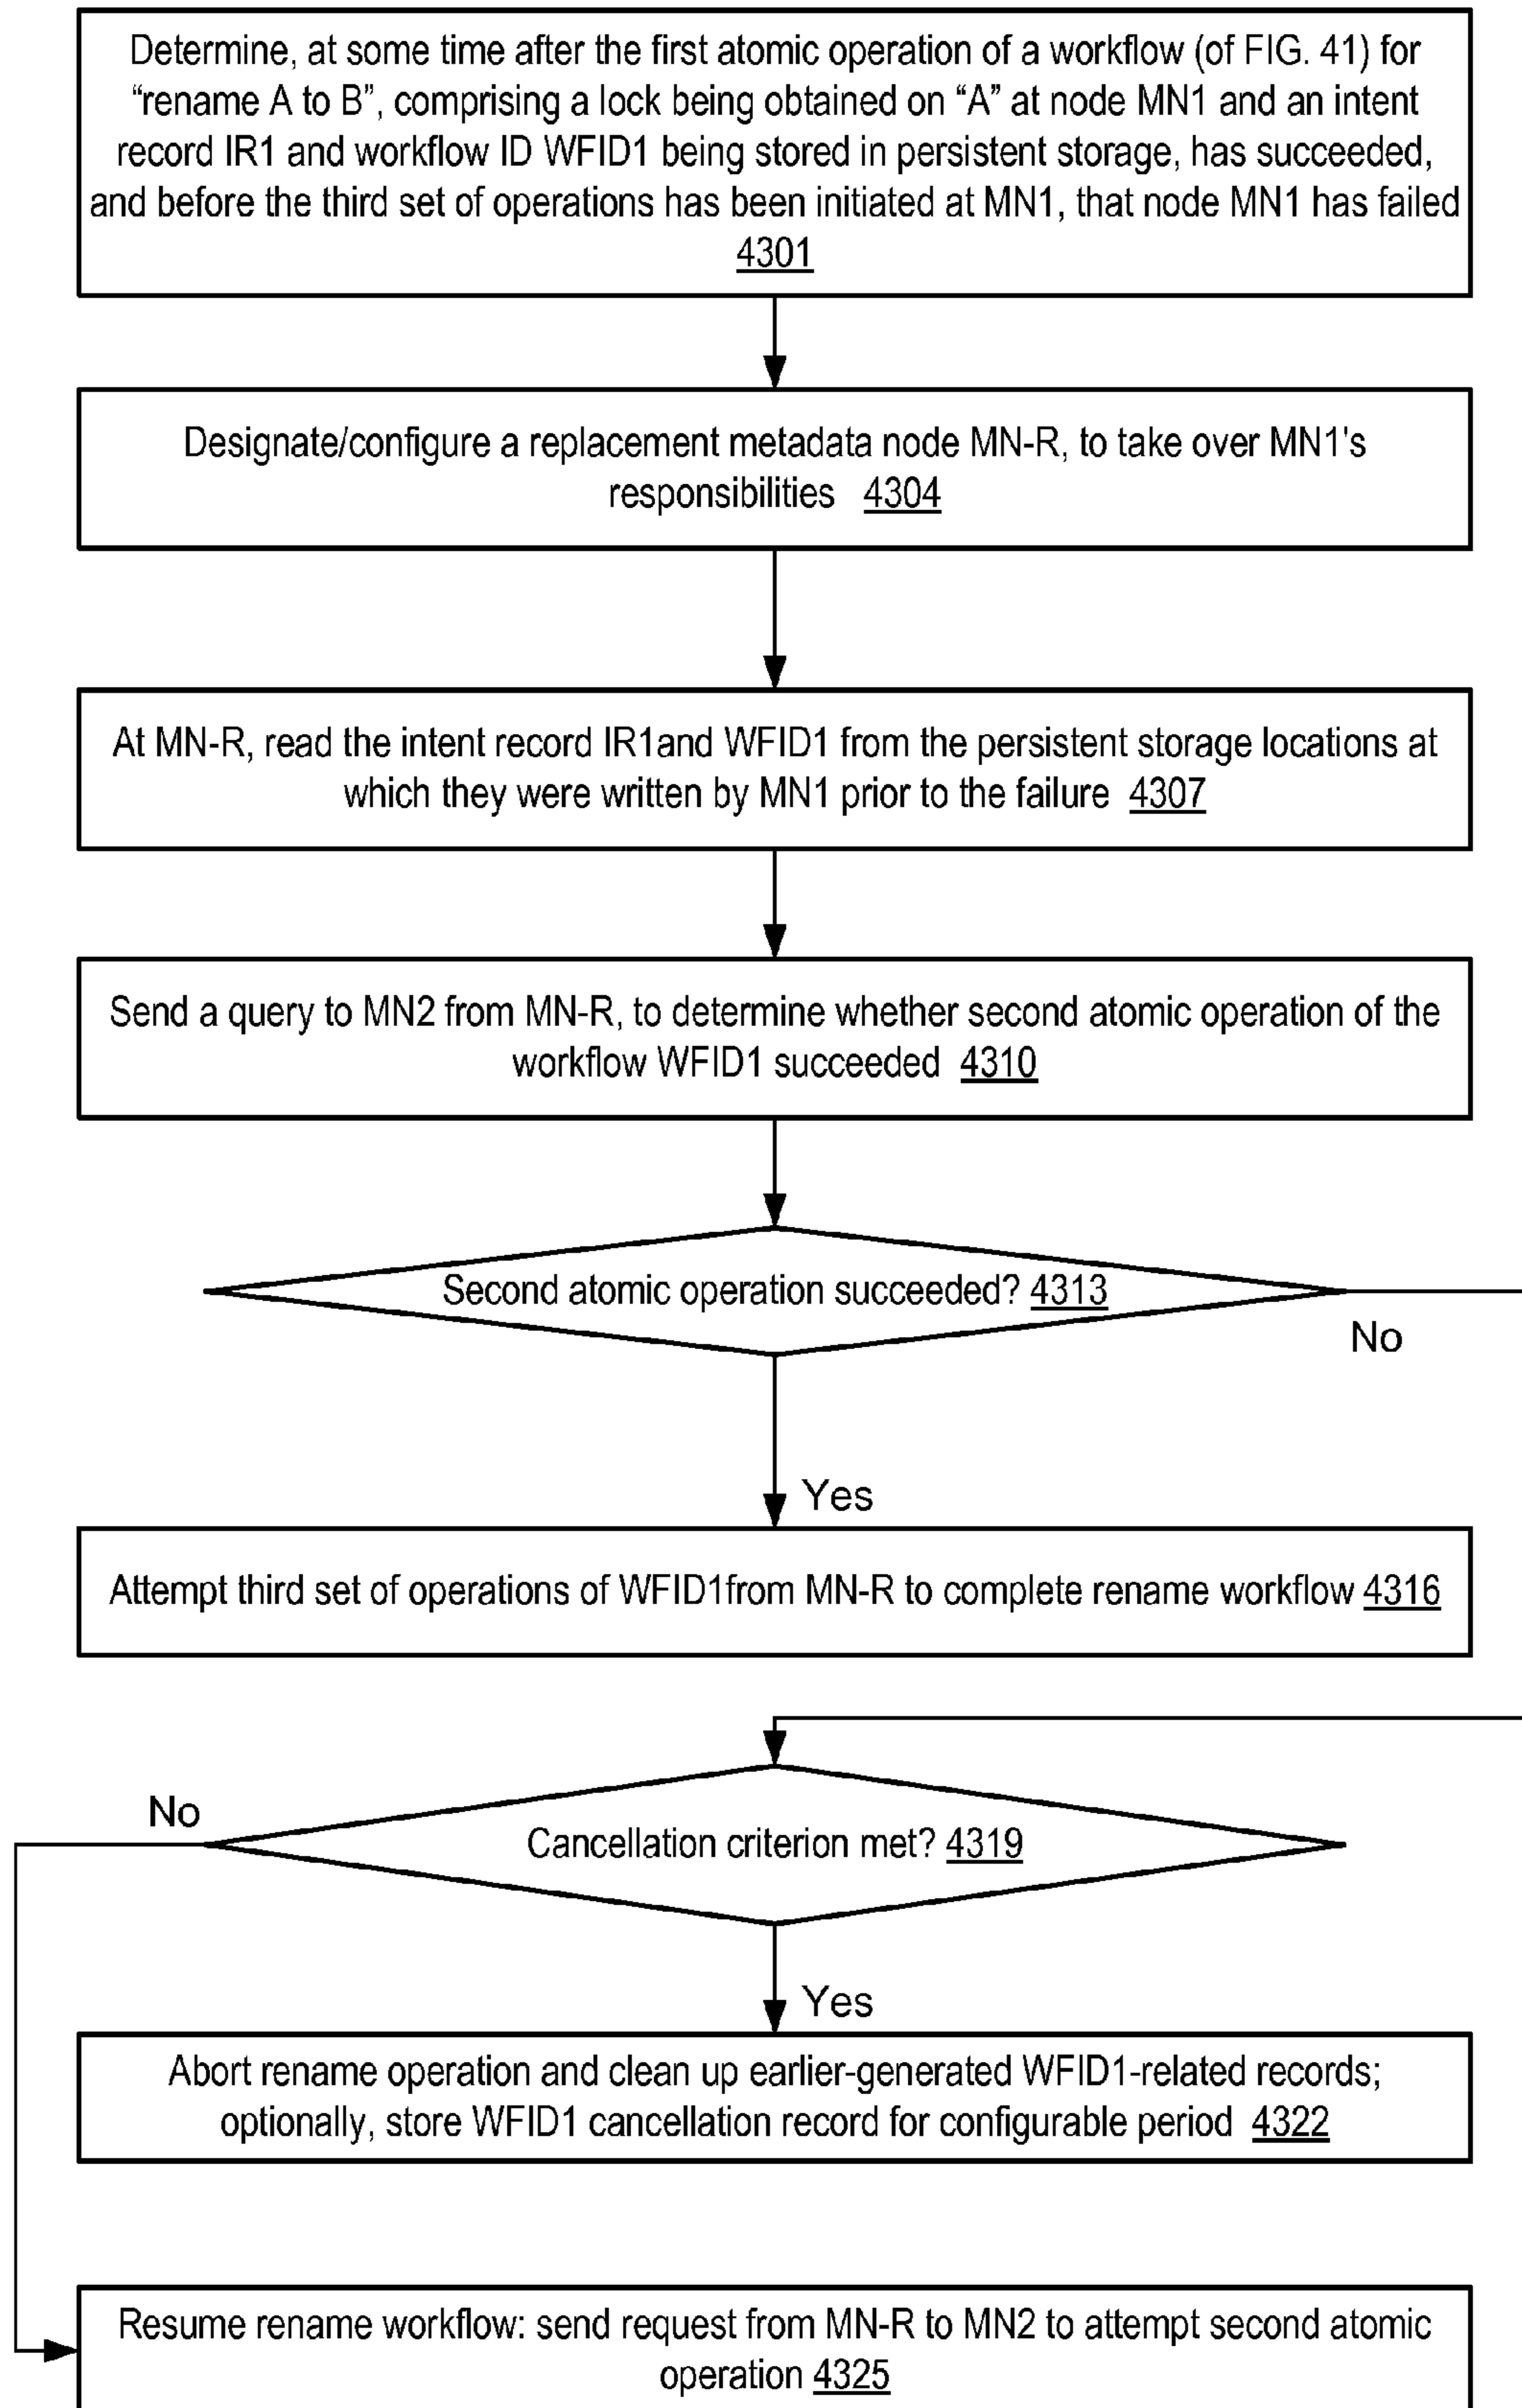 Determine, at some time after the first atomic operation of a workflow (of FIG. 41) for
“rename A to B”, comprising a lock being obtained on “A” at node MN1 and an intent
record IR1 and workflow ID WFID1 being stored in persistent storage, has succeeded,
and before the third set of operations has been initiated at MN1, that node MN1 has failed
4301
Designate/configure a replacement metadata node MN-R, to take over MN1's
responsibilities 4304
At MN-R, read the intent record IR1and WFID1 from the persistent storage locations at
which they were written by MN1 prior to the failure 4307
Send a query to MN2 from MN-R, to determine whether second atomic operation of the
workflow WFID1 succeeded 4310
Second atomic operation succeeded? 4313
No
Yes
Attempt third set of operations of WFID1from MN-R to complete rename workflow 4316
No
Cancellation criterion met? 4319
Yes
Abort rename operation and clean up earlier-generated WFID1-related records;
optionally, store WFID1 cancellation record for configurable period 4322
Resume rename workflow: send request from MN-R to MN2 to attempt second atomic
operation 4325